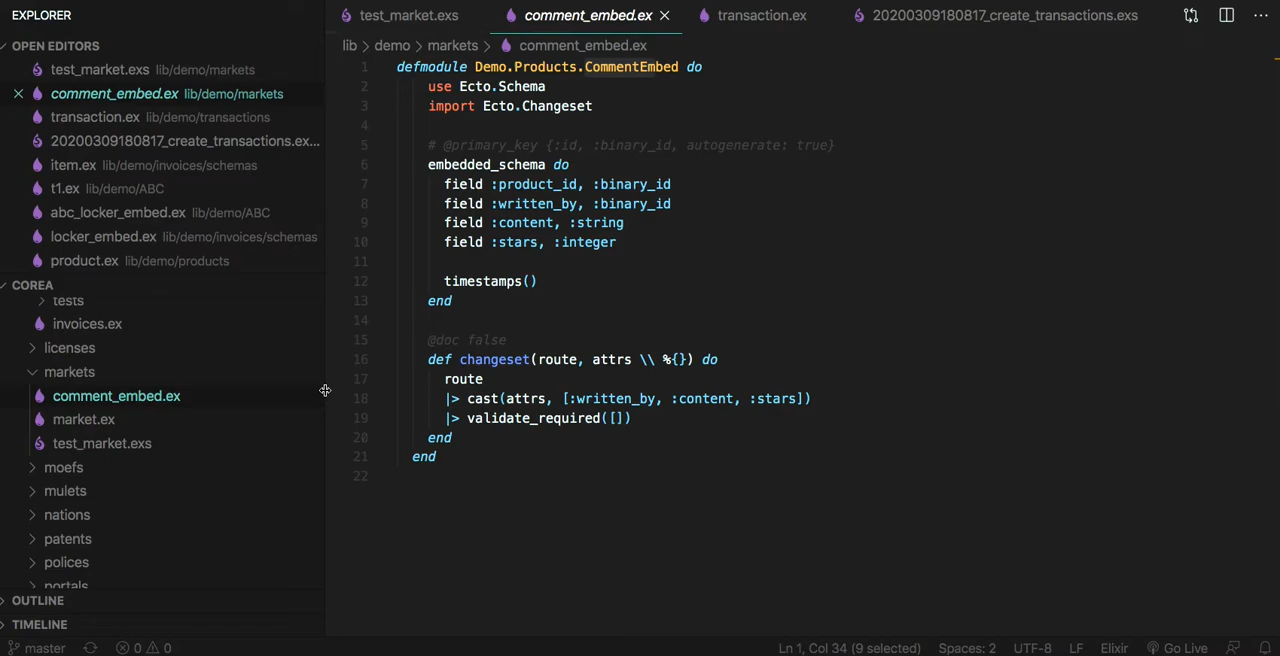 EXPLORER
test_market.exs
comment_embed.ex
transaction.ex
20200309180817_create_transactions.exs
OPEN EDITORS
test_market.exs lib/demo/markets
comment_embed.ex lib/demo/markets
transaction.ex lib/demo/transactions
20200309180817_create_transactions.ex...
item.ex lib/demo/invoices/schemas
t1.ex lib/demo/ABC
abc_locker_embed.ex lib/demo/ABC
locker_embed.ex lib/demo/invoices/schemas
product.ex lib/demo/products
COREA
tests
invoices.ex
licenses
markets
comment_embed.ex
market.ex
test_market.exs
moefs
mulets
nations
patents
polices
portals
OUTLINE
TIMELINE
lib > demo > markets > comment_embed.ex
1 defmodule Demo.Products.CommentEmbed do
2 use Ecto.Schema
3 import Ecto.Changeset
4
5 # @primary_key {:id, :binary_id, autogenerate: true}
6 embedded_schema do
7 field :product_id, :binary_id
8 field :written_by, :binary_id
9 field :content, :string
10 field :stars, :integer
11
12 timestamps()
13 end
14
15 @doc false
16 def changeset(route, attrs \\ %{}) do
17 route
18 |> cast(attrs, [:written_by, :content, :stars])
19 |> validate_required([])
20 end
21 end
22
master 0 0 Ln 1, Col 34 (9 selected) Spaces: 2 UTF-8 LF Elixir Go Live